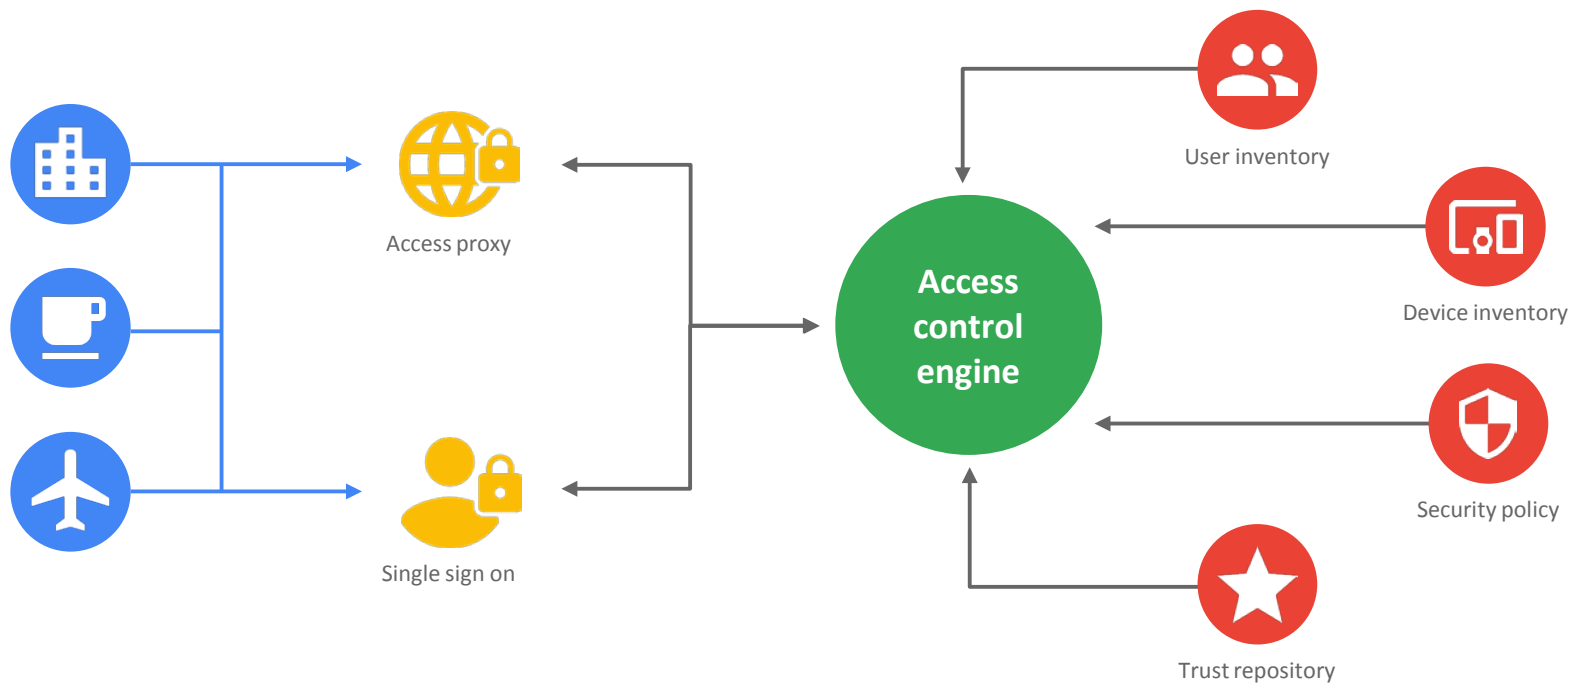 User inventory
Access proxy
Access
control
engine
Device inventory
Security policy
Single sign on
Trust repository